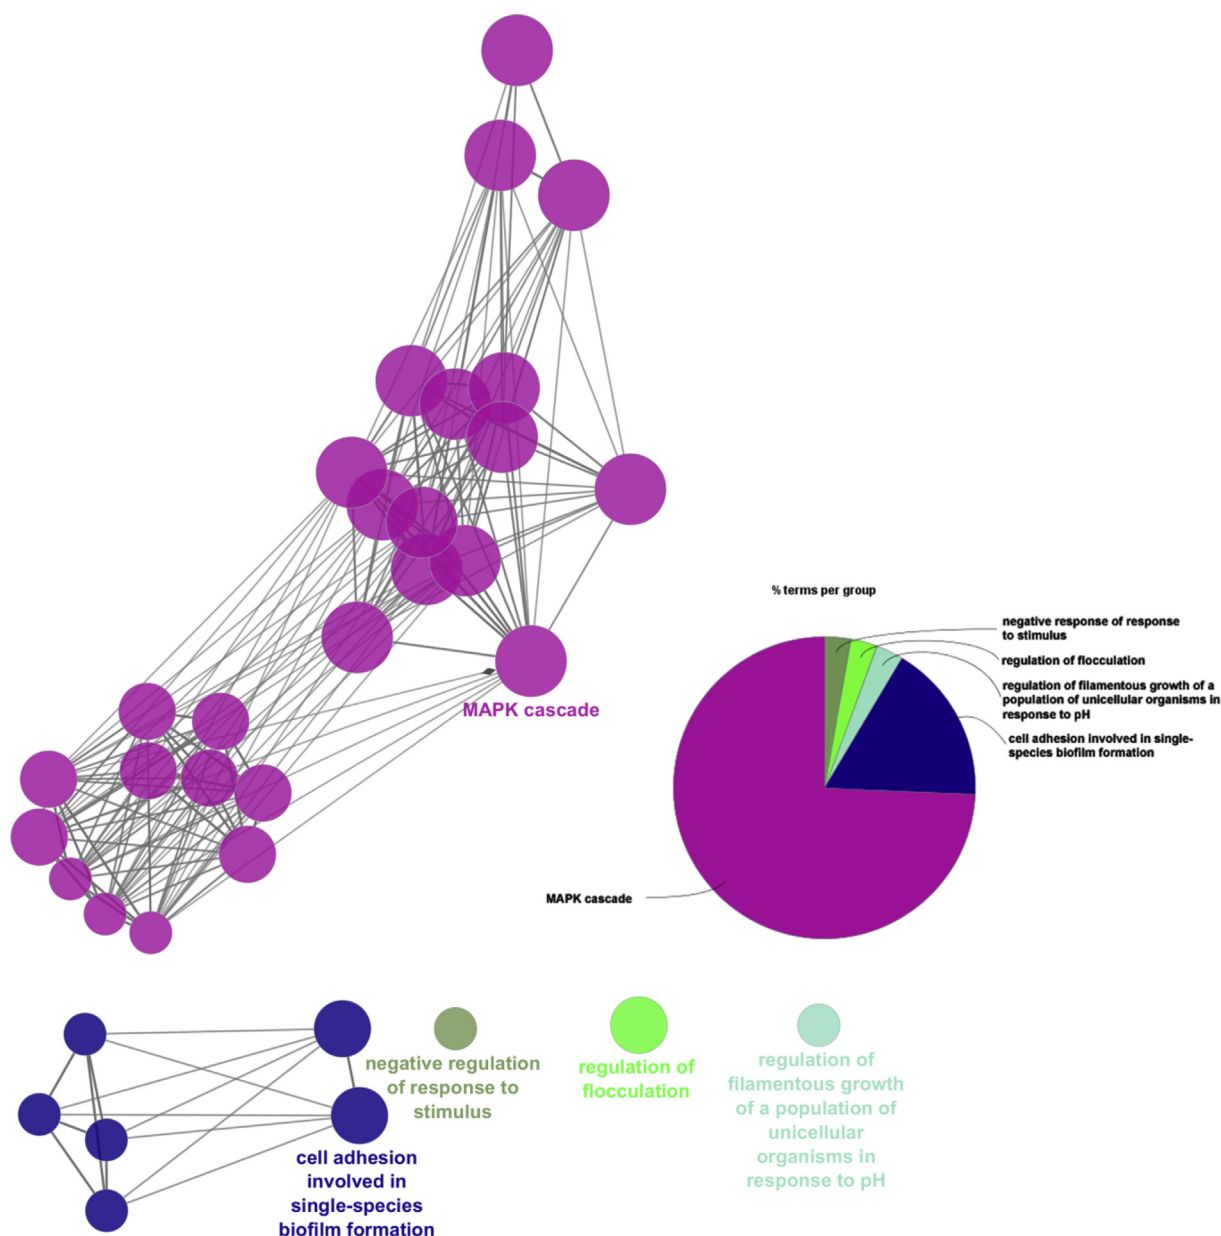 % terms per group
negative response of response
to stimulus
regulation of flocculation
regulation of filamentous growth of a
population of unicellular organisms in
response to pH
cell adhesion involved in single-
species biofilm formation
MAPK cascade
MAPK cascade
negative regulation
of response to
stimulus
regulation of
flocculation
regulation of
filamentous growth
of a population of
unicellular
organisms in
response to pH
cell adhesion
involved in
single-species
biofilm formation